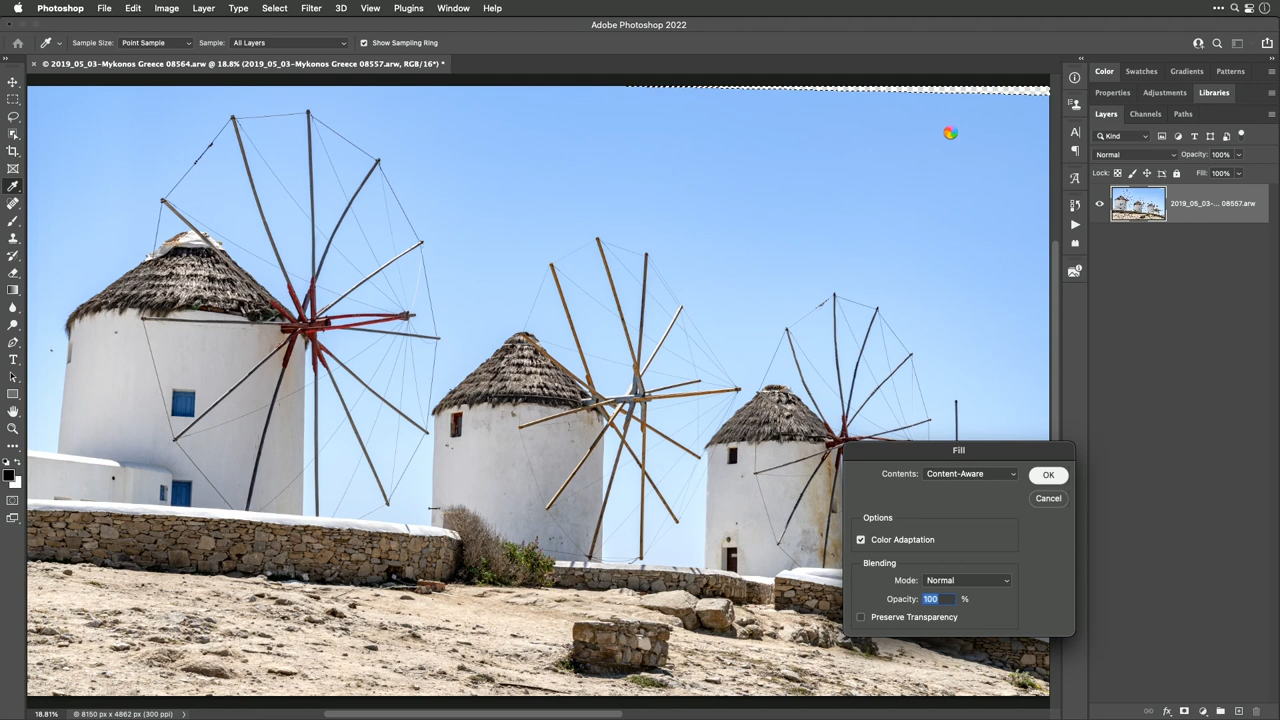 Photoshop File Edit Image Layer Type Select Filter 3D View Plugins Window Help
Adobe Photoshop 2022
Sample Size: Point Sample Sample: All Layers Show Sampling Ring
© 2019_05_03-Mykonos Greece 08564.arw @ 18.8% (2019_05_03-Mykonos Greece 08557.arw, RGB/16*) *
Color Swatches Gradients Patterns
Properties Adjustments Libraries
Layers Channels Paths
Kind
Normal Opacity: 100%
Lock: Fill: 100%
2019_05_03-... 08557.arw
Fill
Contents: Content-Aware OK
Cancel
Options
Color Adaptation
Blending
Mode: Normal
Opacity: 100 %
Preserve Transparency
18.81% @ 8150 px x 4862 px (300 ppi)